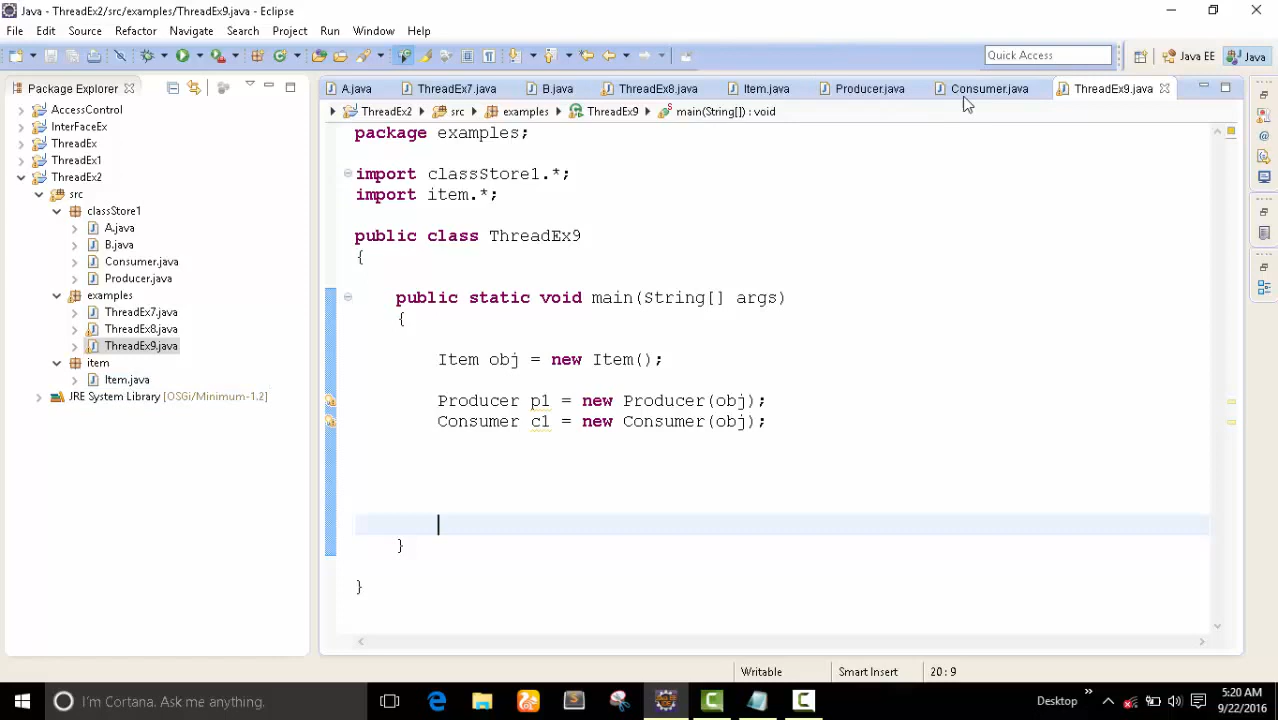 Java - ThreadEx2/src/examples/ThreadEx9.java - Eclipse
File Edit Source Refactor Navigate Search Project Run Window Help
Quick Access
Java EE
Java
Package Explorer
AccessControl
InterFaceEx
ThreadEx
ThreadEx1
ThreadEx2
src
classStore1
A.java
B.java
Consumer.java
Producer.java
examples
ThreadEx7.java
ThreadEx8.java
ThreadEx9.java
item
Item.java
JRE System Library [OSGi/Minimum-1.2]
A.java ThreadEx7.java B.java ThreadEx8.java Item.java Producer.java Consumer.java ThreadEx9.java
ThreadEx2 src examples ThreadEx9 main(String[]) : void
package examples;
import classStore1.*;
import item.*;
public class ThreadEx9
{
public static void main(String[] args)
{
Item obj = new Item();
Producer p1 = new Producer(obj);
Consumer c1 = new Consumer(obj);
}
}
Writable Smart Insert 20 : 9
I'm Cortana. Ask me anything.
Desktop
5:20 AM
9/22/2016